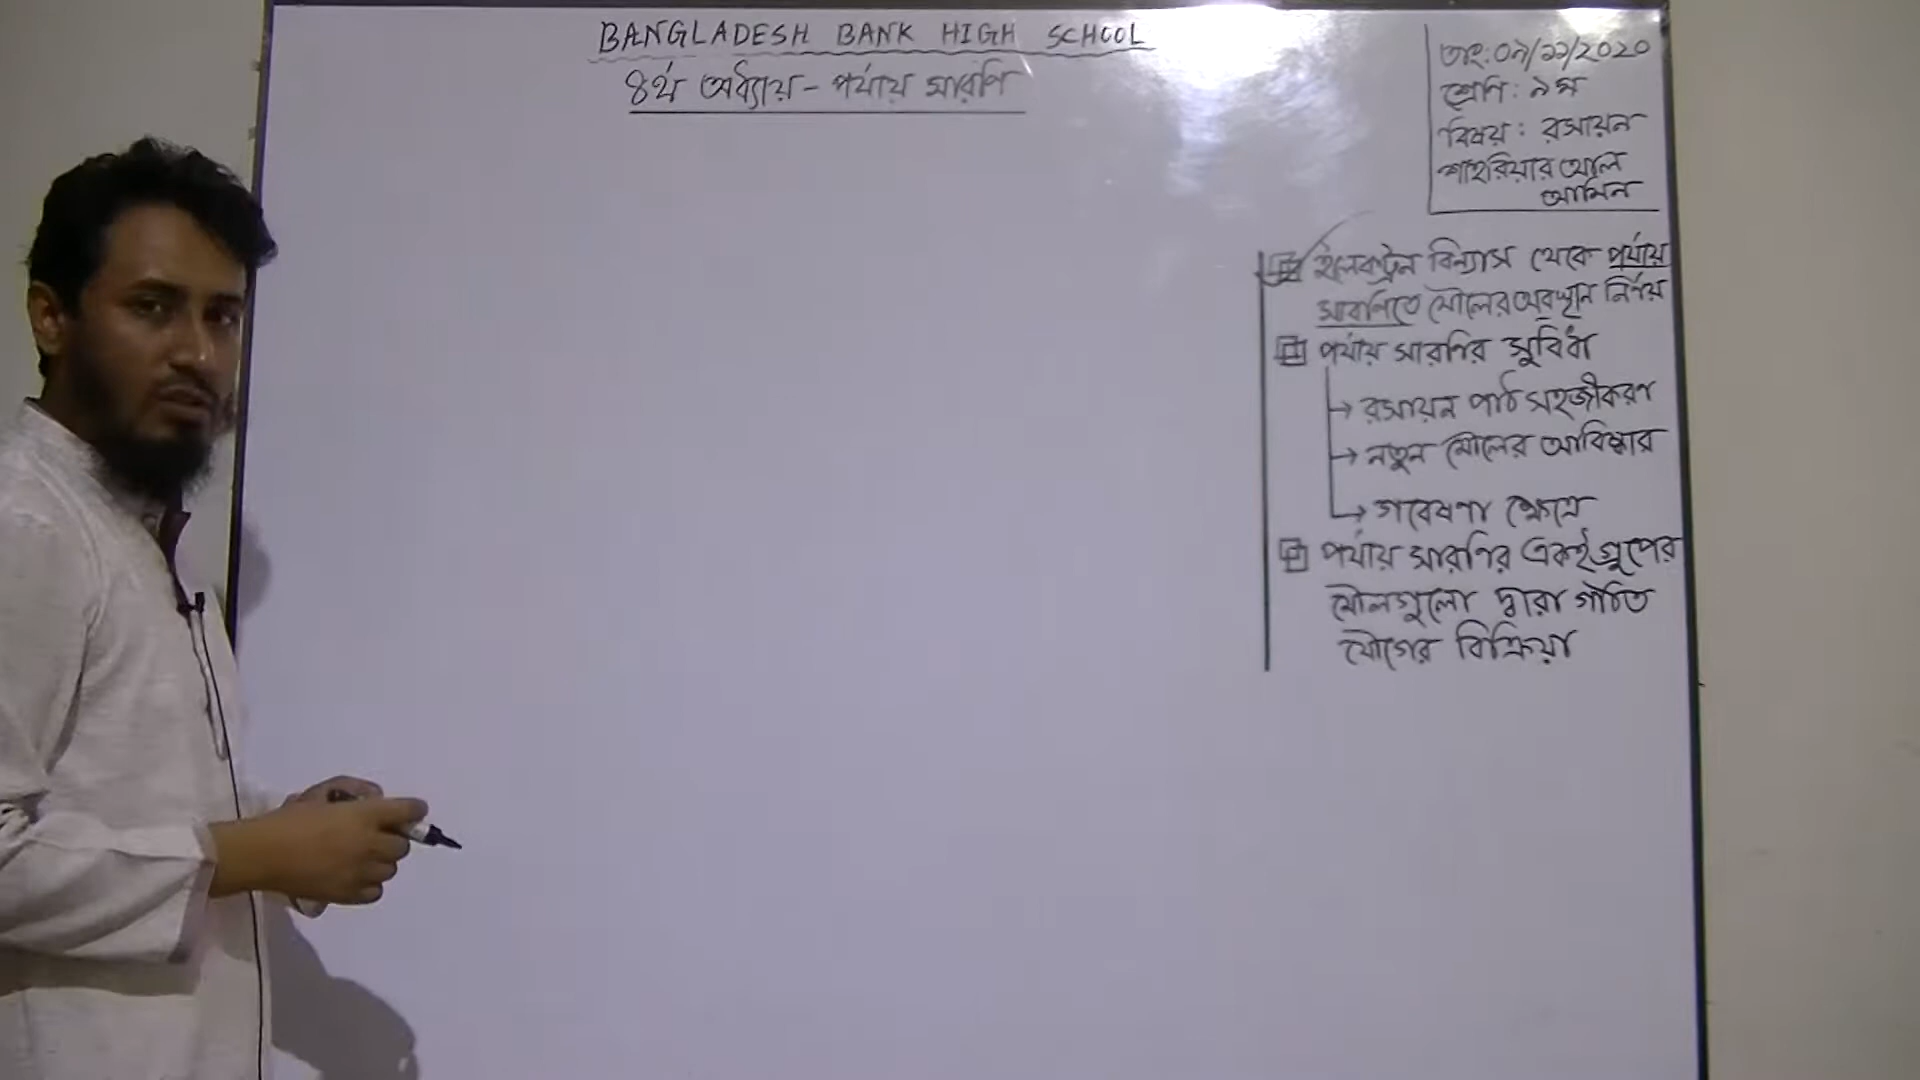 BANGLADESH BANK HIGH SCHOOL
৪র্থ অধ্যায় - পর্যায় সারণি
তাং: ০৯/১১/২০২০
শ্রেণি: ৯ম
বিষয়: রসায়ন
শাহরিয়ার আল
আমিন
ইলেকট্রন বিন্যাস থেকে পর্যায়
সারণিতে মৌলের অবস্থান নির্ণয়
পর্যায় সারণির সুবিধা
→ রসায়ন পাঠ সহজীকরণ
→ নতুন মৌলের আবিষ্কার
→ গবেষণা ক্ষেত্রে
পর্যায় সারণির একই গ্রুপের
মৌলগুলো দ্বারা গঠিত
যৌগের বিক্রিয়া